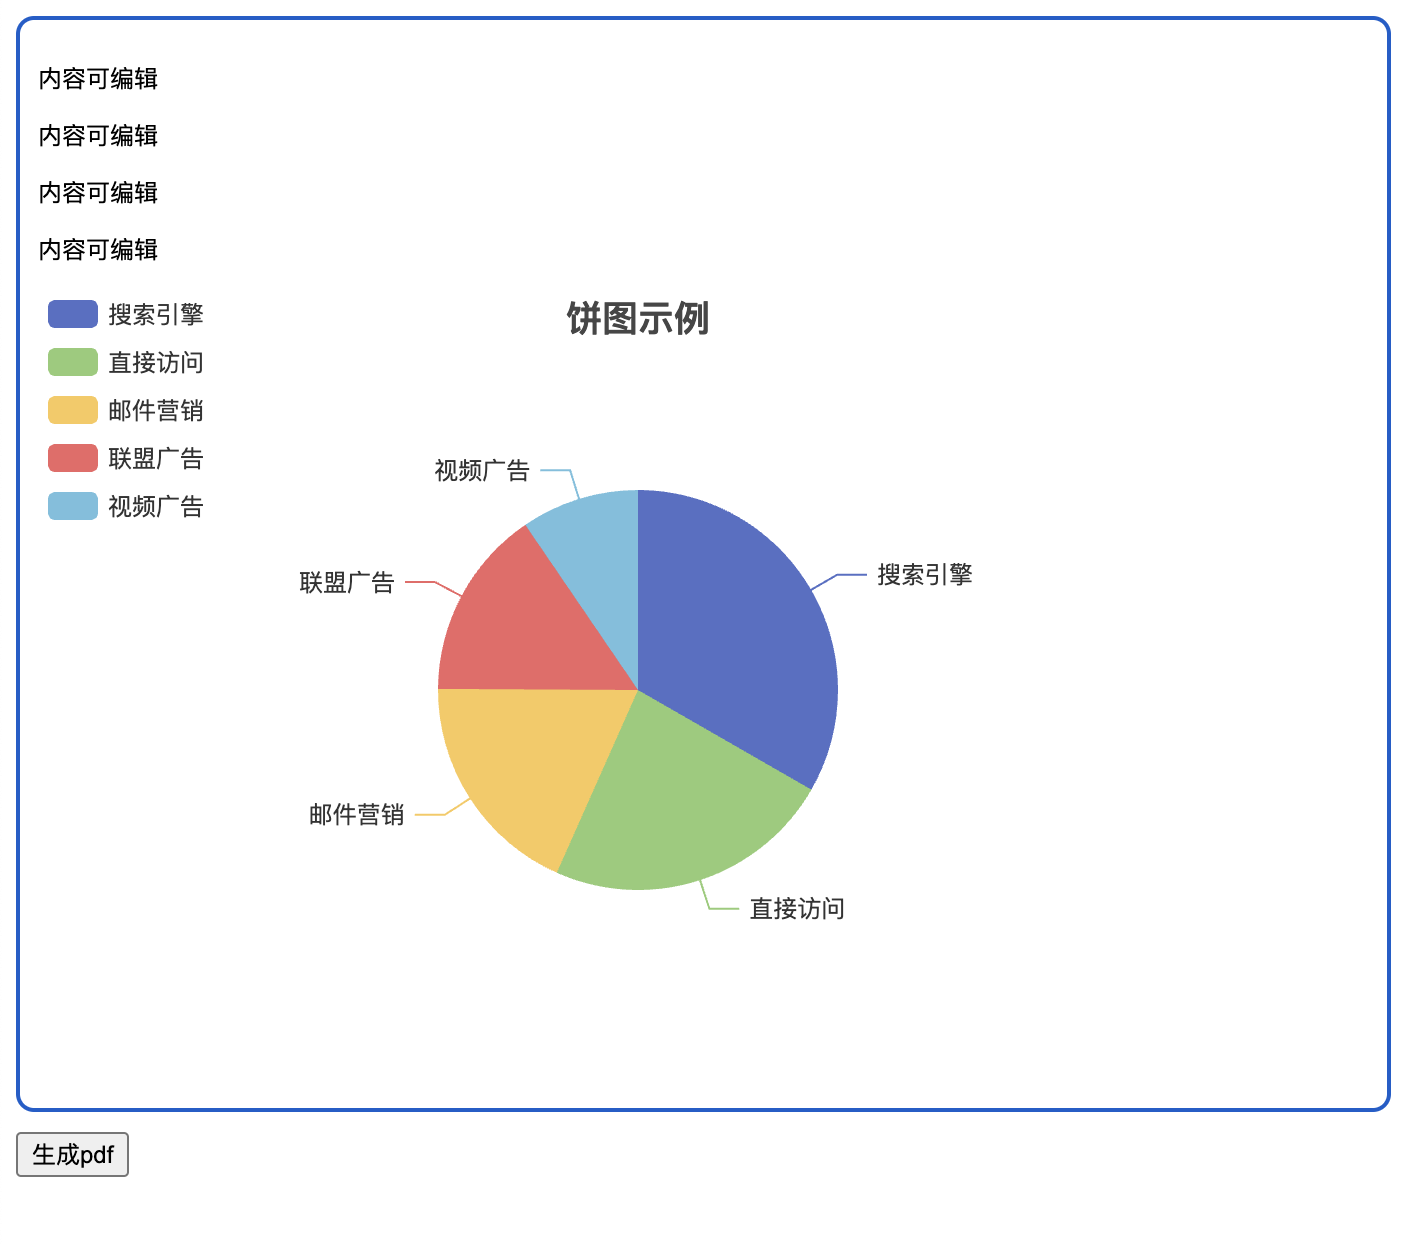 内容可编辑
内容可编辑
内容可编辑
内容可编辑
饼图示例
搜索引擎
直接访问
邮件营销
联盟广告
视频广告
视频广告
搜索引擎
联盟广告
邮件营销
直接访问
生成pdf